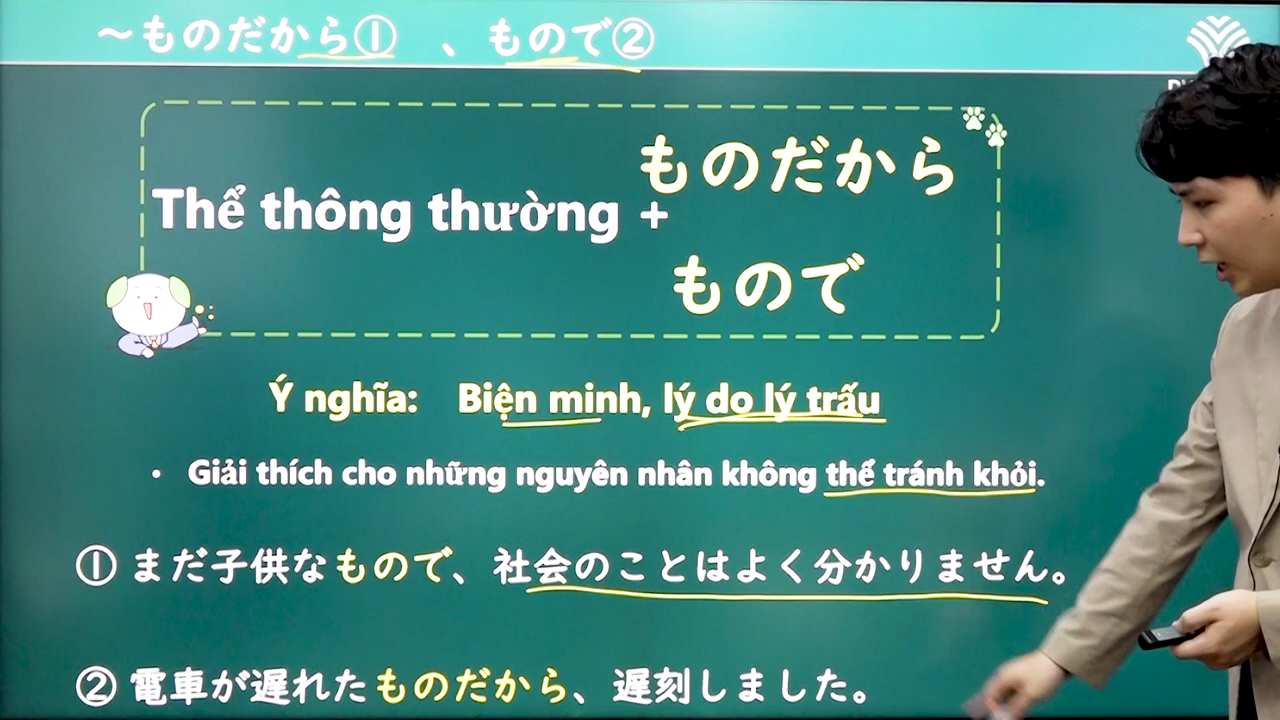 ～ものだから① 、もので②
ものだから
Thể thông thường +
もので
Ý nghĩa: Biện minh, lý do lý trấu
• Giải thích cho những nguyên nhân không thể tránh khỏi.
① まだ子供なもので、社会のことはよく分かりません。
② 電車が遅れたものだから、遅刻しました。